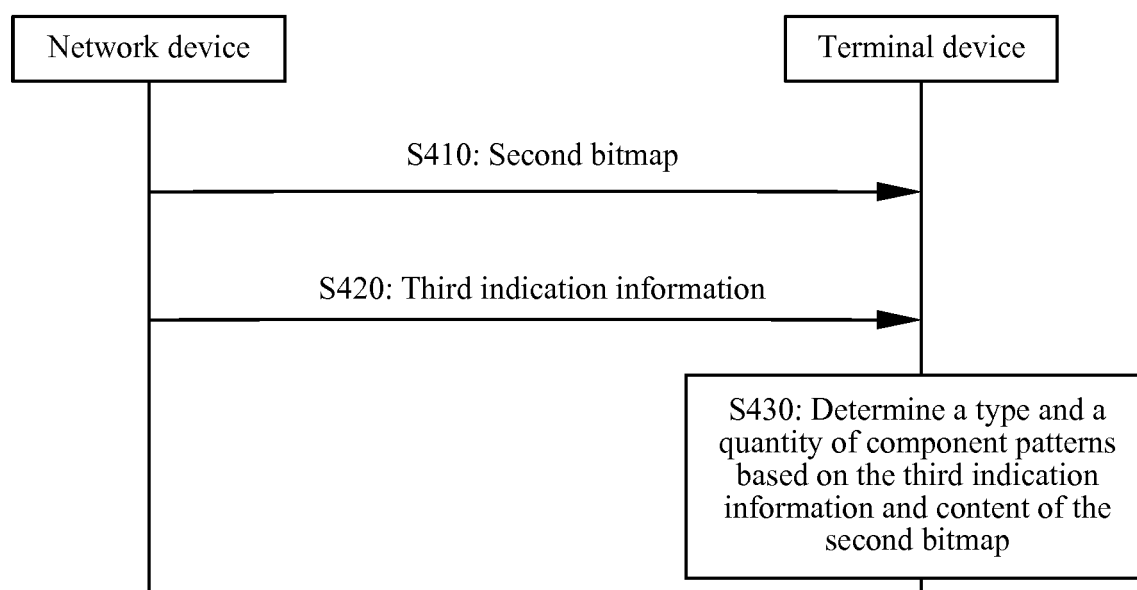 Network device
Terminal device
S410: Second bitmap
S420: Third indication information
S430: Determine a type and a
quantity of component patterns
based on the third indication
information and content of the
second bitmap